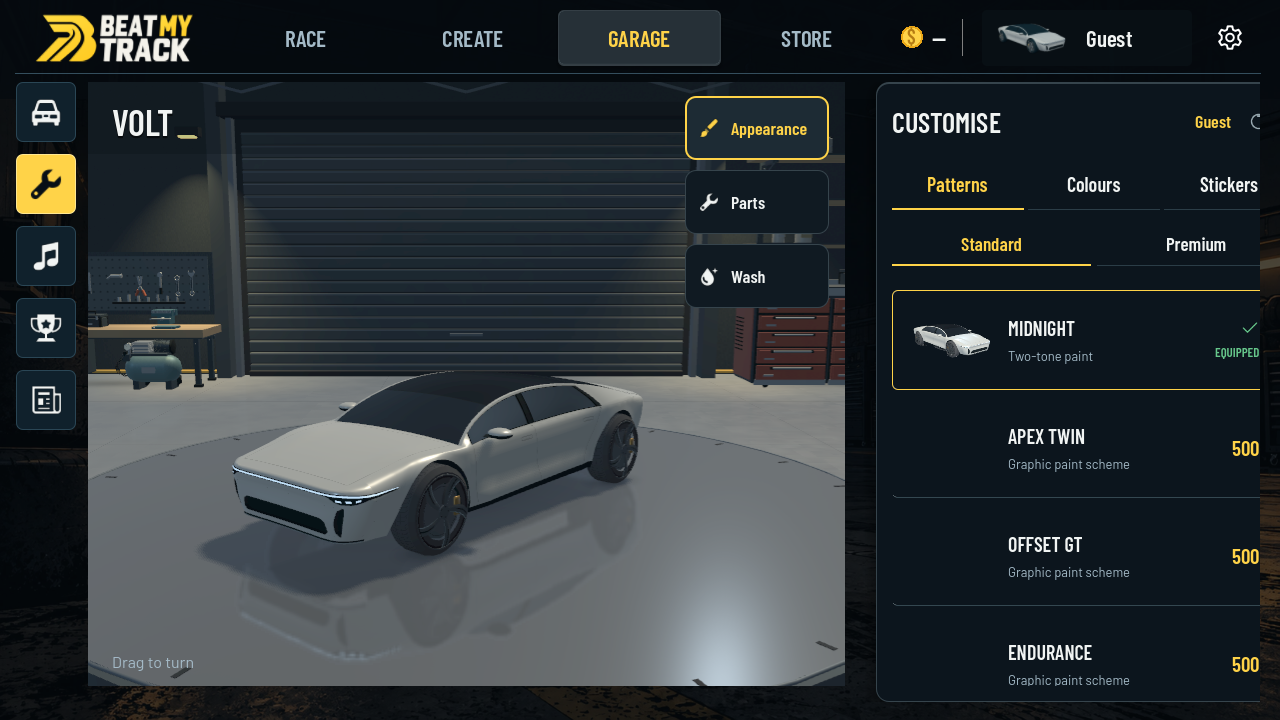 BEAT MY
TRACK
RACE
CREATE
GARAGE
STORE
–
Guest
VOLT _
Appearance
Parts
Wash
Drag to turn
CUSTOMISE
Guest
Patterns
Colours
Stickers
Standard
Premium
MIDNIGHT
Two-tone paint
EQUIPPED
APEX TWIN
Graphic paint scheme
500
OFFSET GT
Graphic paint scheme
500
ENDURANCE
Graphic paint scheme
500